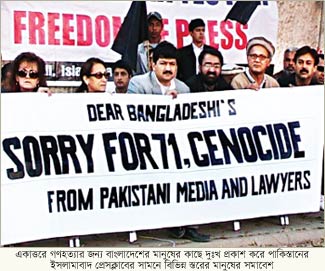 FREEDOM OF PRESS
DEAR BANGLADESHI'S
SORRY FOR 71, GENOCIDE
FROM PAKISTANI MEDIA AND LAWYERS
একাত্তরে গণহত্যার জন্য বাংলাদেশের মানুষের কাছে দুঃখ প্রকাশ করে পাকিস্তানের
ইসলামাবাদ প্রেসক্লাবের সামনে বিভিন্ন স্তরের মানুষের সমাবেশ